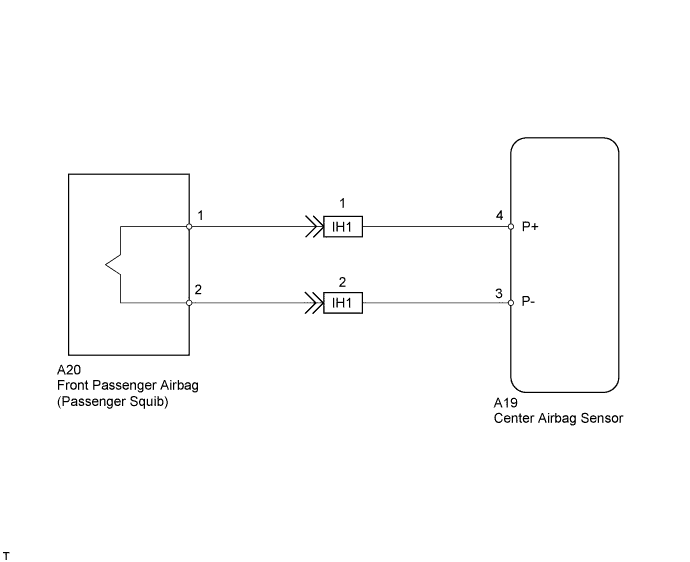 1
1
IH1
4
P+
2
2
IH1
3
P-
A20
Front Passenger Airbag
(Passenger Squib)
A19
Center Airbag Sensor
T